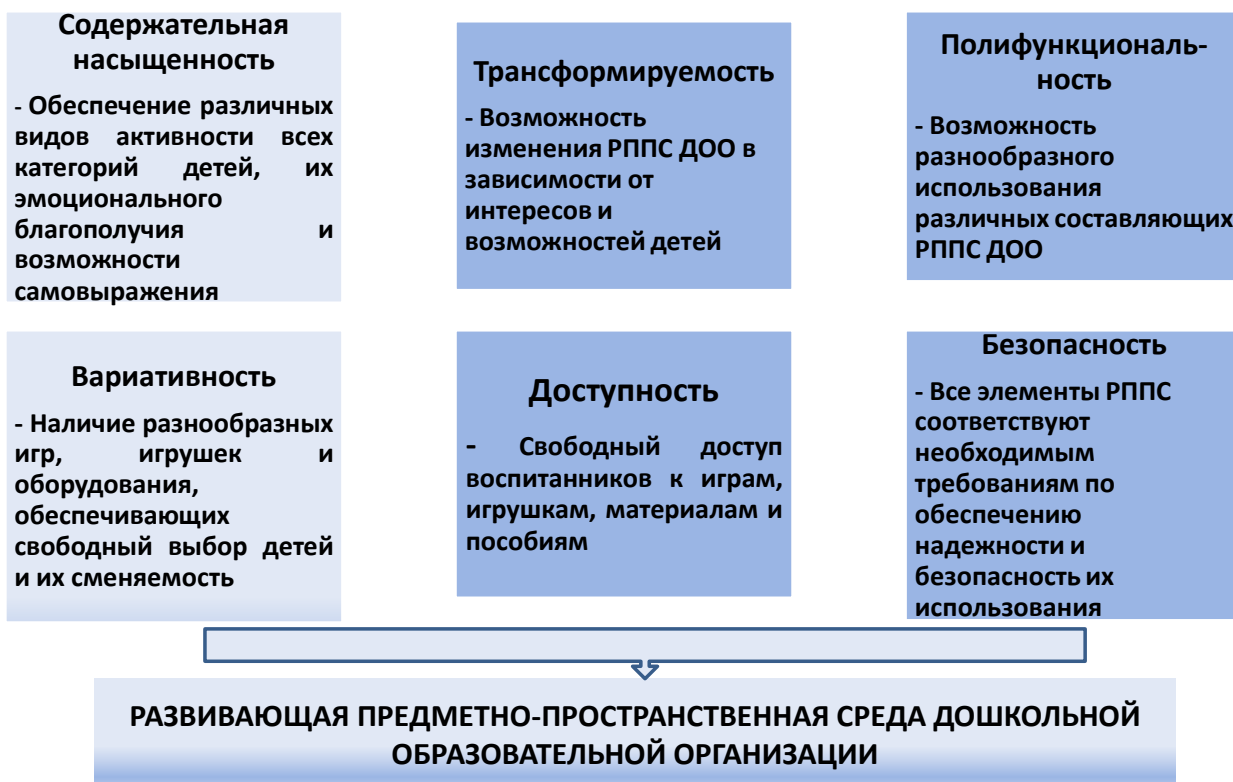 Содержательная
насыщенность
- Обеспечение различных
видов активности всех
категорий детей, их
эмоционального
благополучия и
возможности
самовыражения
Трансформируемость
- Возможность
изменения РППС ДОО в
зависимости от
интересов и
возможностей детей
Полифункциональ-
ность
- Возможность
разнообразного
использования
различных составляющих
РППС ДОО
Вариативность
- Наличие разнообразных
игр, игрушек и
оборудования,
обеспечивающих
свободный выбор детей
и их сменяемость
Доступность
- Свободный доступ
воспитанников к играм,
игрушкам, материалам и
пособиям
Безопасность
- Все элементы РППС
соответствуют
необходимым
требованиям по
обеспечению
надежности и
безопасность их
использования
РАЗВИВАЮЩАЯ ПРЕДМЕТНО-ПРОСТРАНСТВЕННАЯ СРЕДА ДОШКОЛЬНОЙ
ОБРАЗОВАТЕЛЬНОЙ ОРГАНИЗАЦИИ